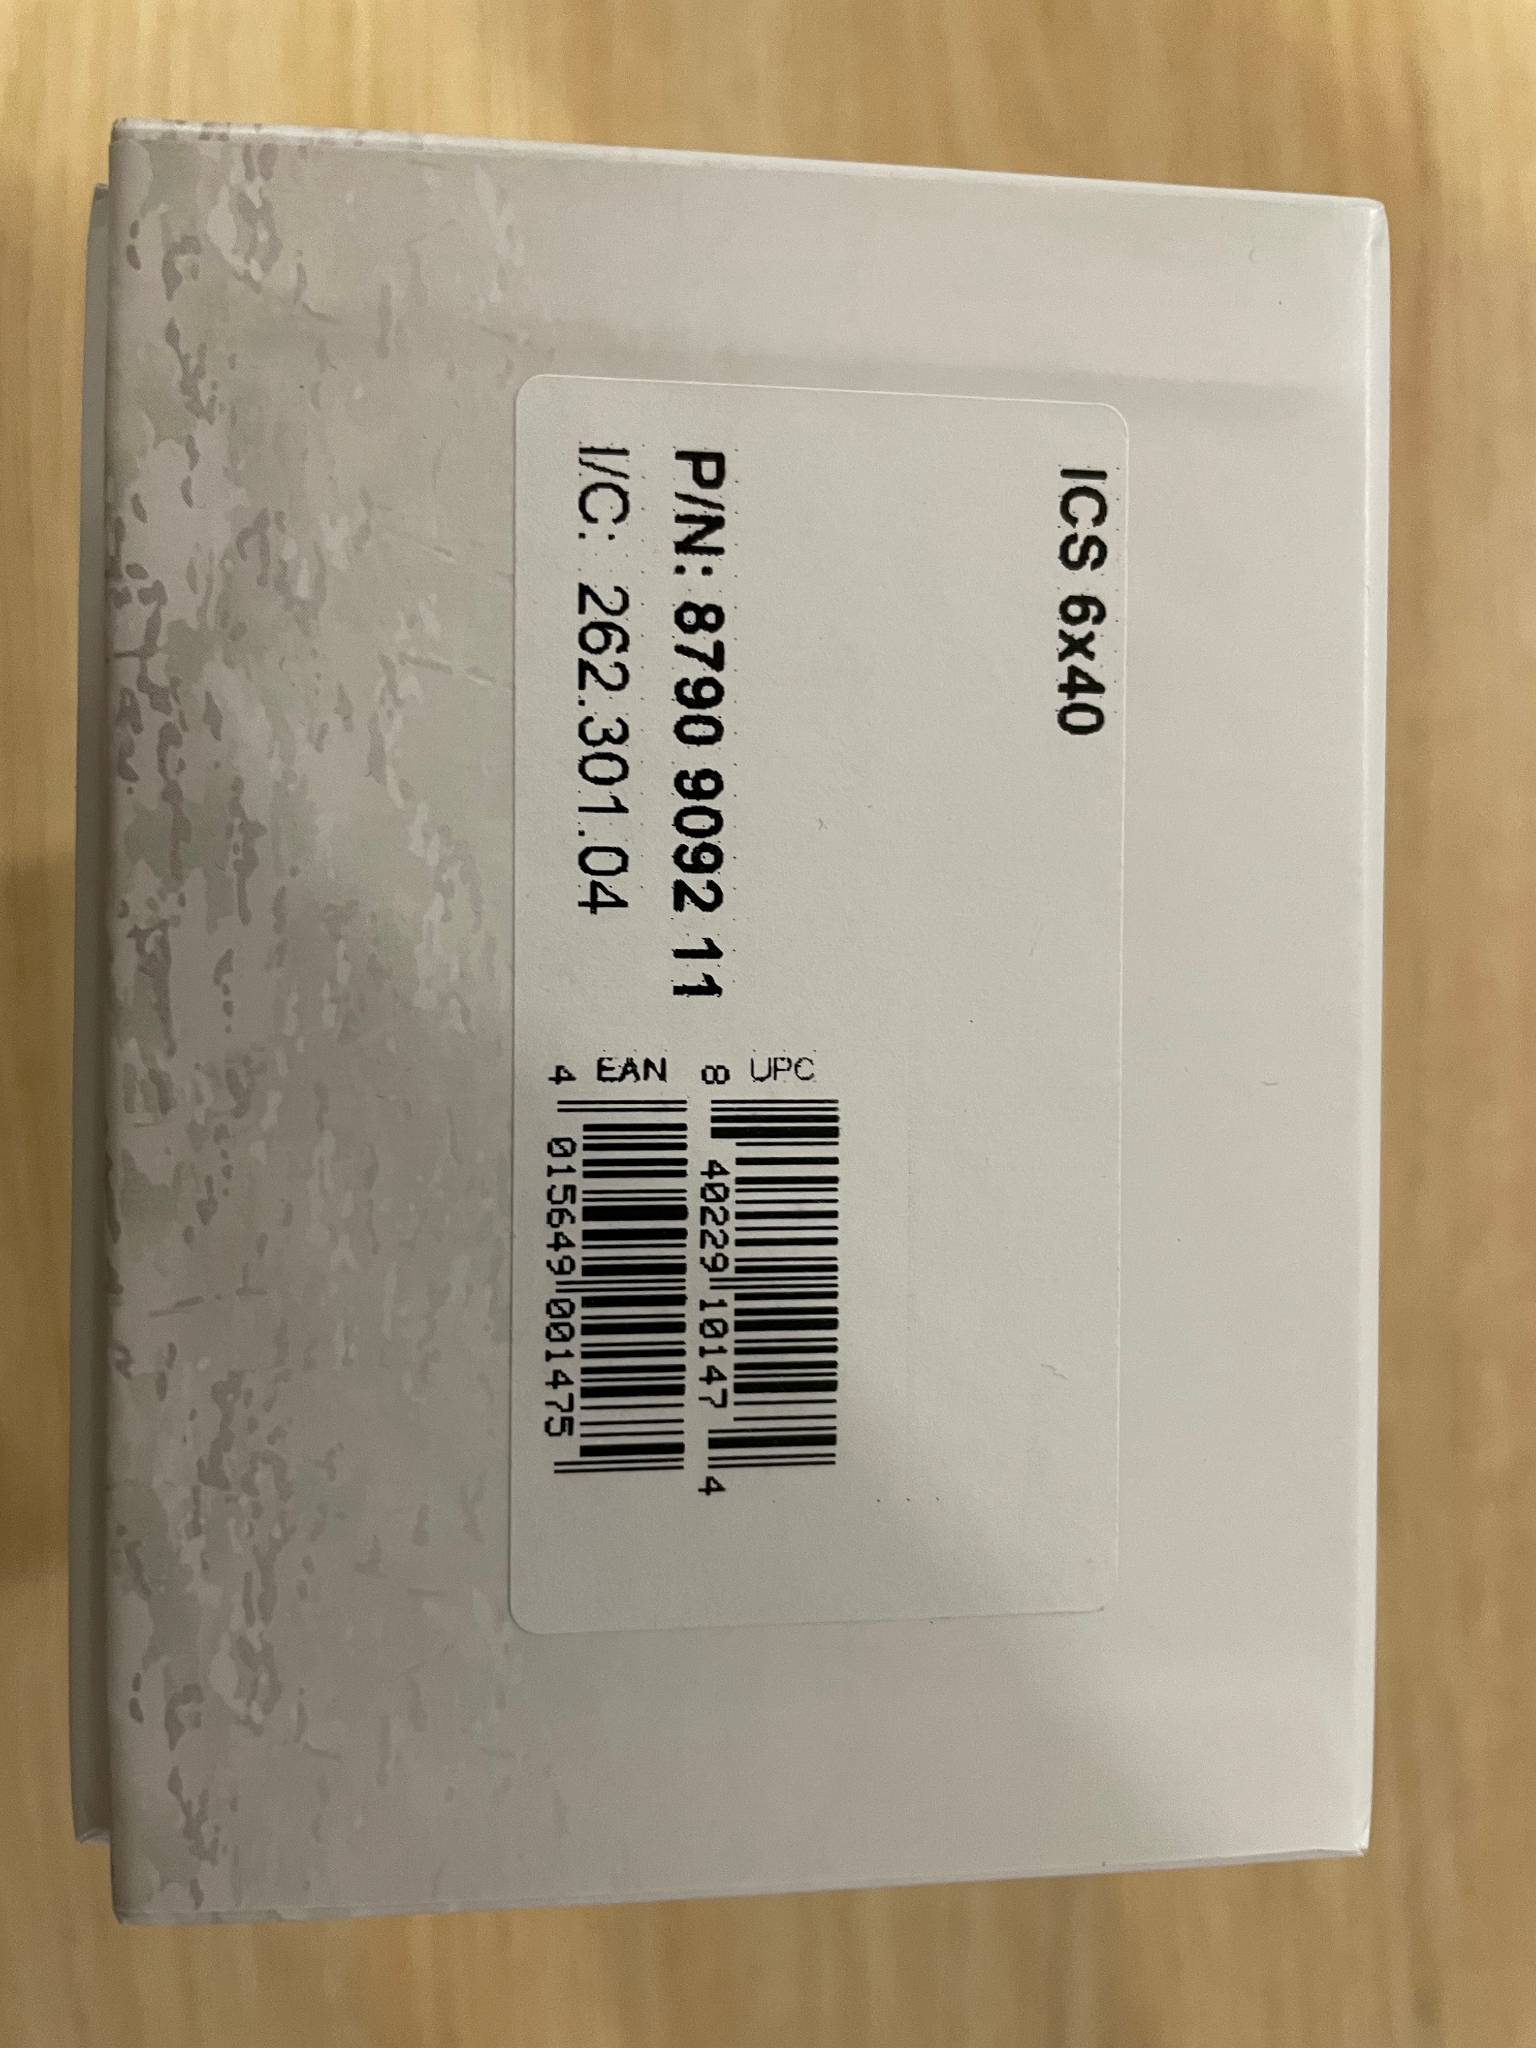 ICS 6x40
P/N: 8790 9092 11
I/C: 262.301.04
UPC
8 40229 10147 4
EAN
4 015649 001475